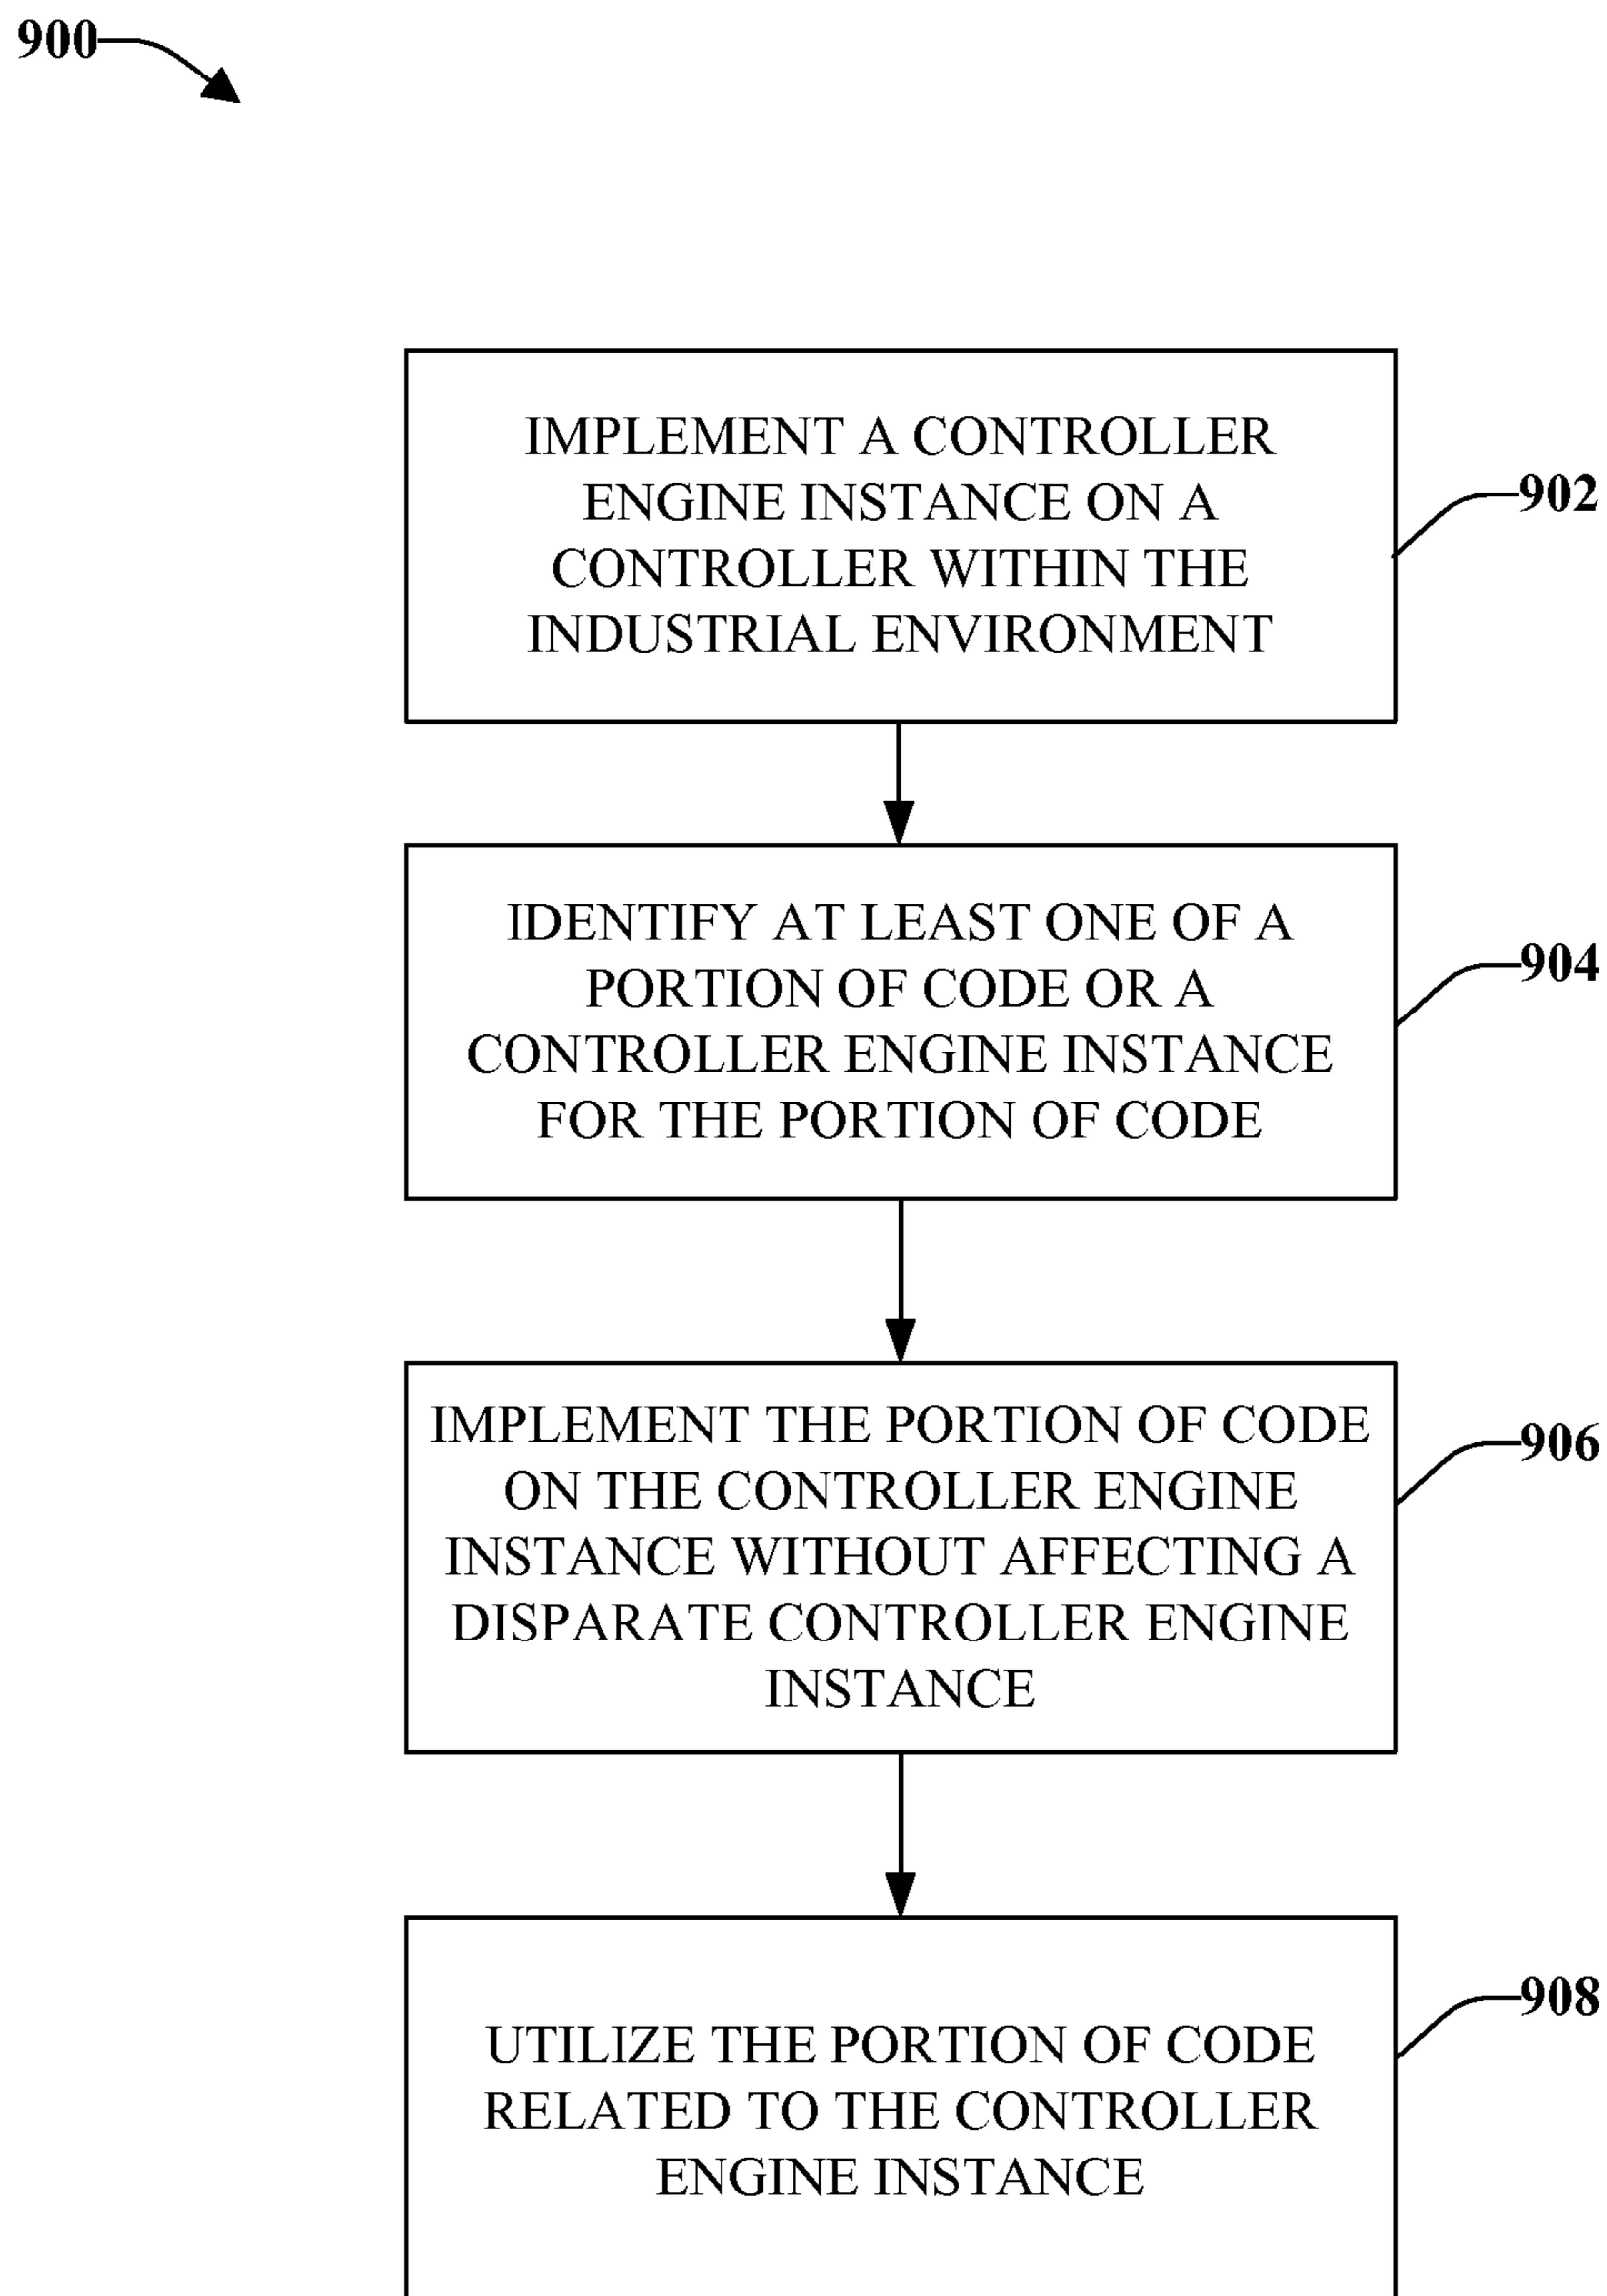 900
IMPLEMENT A CONTROLLER
ENGINE INSTANCE ON A
CONTROLLER WITHIN THE
INDUSTRIAL ENVIRONMENT
902
IDENTIFY AT LEAST ONE OF A
PORTION OF CODE OR A
CONTROLLER ENGINE INSTANCE
FOR THE PORTION OF CODE
904
IMPLEMENT THE PORTION OF CODE
ON THE CONTROLLER ENGINE
INSTANCE WITHOUT AFFECTING A
DISPARATE CONTROLLER ENGINE
INSTANCE
906
UTILIZE THE PORTION OF CODE
RELATED TO THE CONTROLLER
ENGINE INSTANCE
908